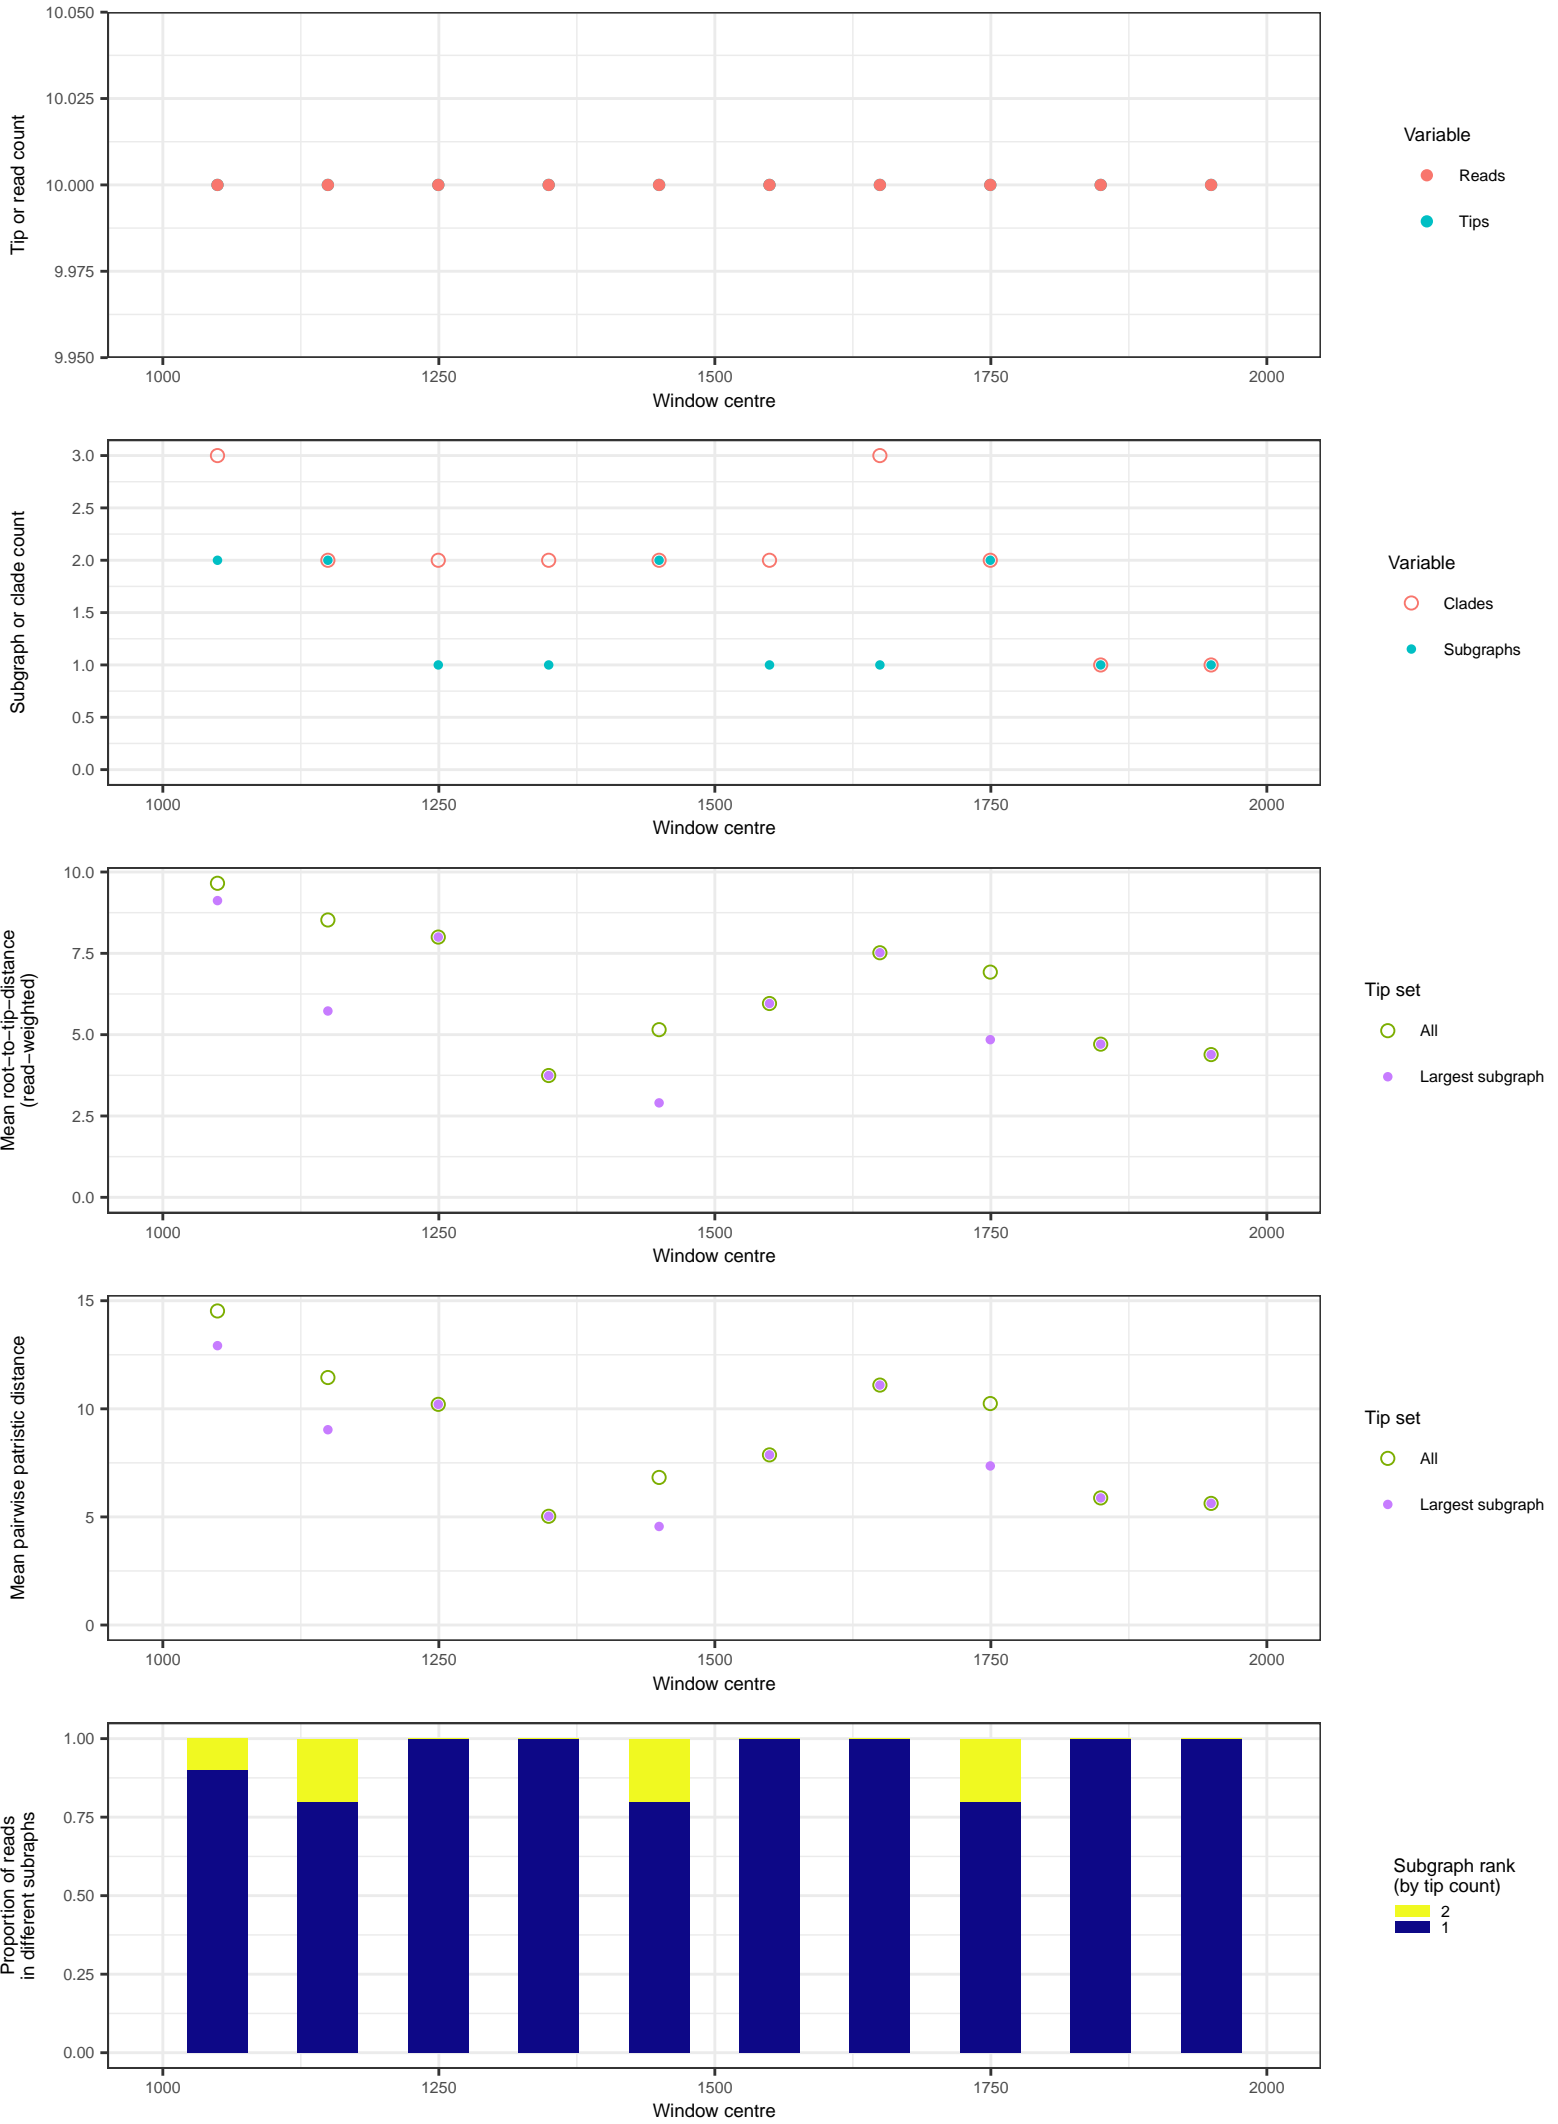 10.050
10.025
10.000
9.975
9.950
Tip or read count
1000 1250 1500 1750 2000
Window centre
Variable
Reads
Tips
3.0
2.5
2.0
1.5
1.0
0.5
0.0
Subgraph or clade count
1000 1250 1500 1750 2000
Window centre
Variable
Clades
Subgraphs
10.0
7.5
5.0
2.5
0.0
Mean root−to−tip−distance
(read−weighted)
1000 1250 1500 1750 2000
Window centre
Tip set
All
Largest subgraph
15
10
5
0
Mean pairwise patristic distance
1000 1250 1500 1750 2000
Window centre
Tip set
All
Largest subgraph
1.00
0.75
0.50
0.25
0.00
Proportion of reads
in different subraphs
1000 1250 1500 1750 2000
Window centre
Subgraph rank
(by tip count)
2
1